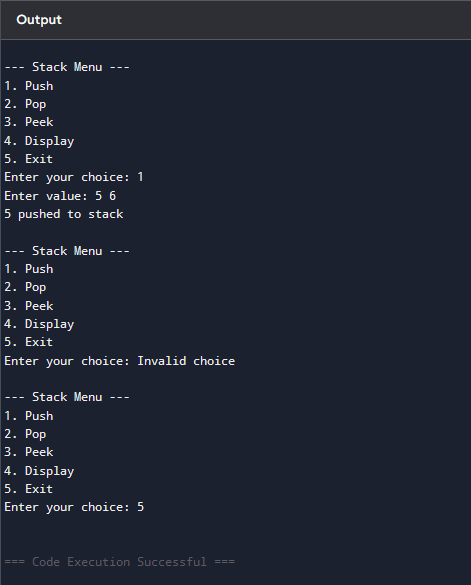 Output
--- Stack Menu ---
1. Push
2. Pop
3. Peek
4. Display
5. Exit
Enter your choice: 1
Enter value: 5 6
5 pushed to stack
--- Stack Menu ---
1. Push
2. Pop
3. Peek
4. Display
5. Exit
Enter your choice: Invalid choice
--- Stack Menu ---
1. Push
2. Pop
3. Peek
4. Display
5. Exit
Enter your choice: 5
=== Code Execution Successful ===